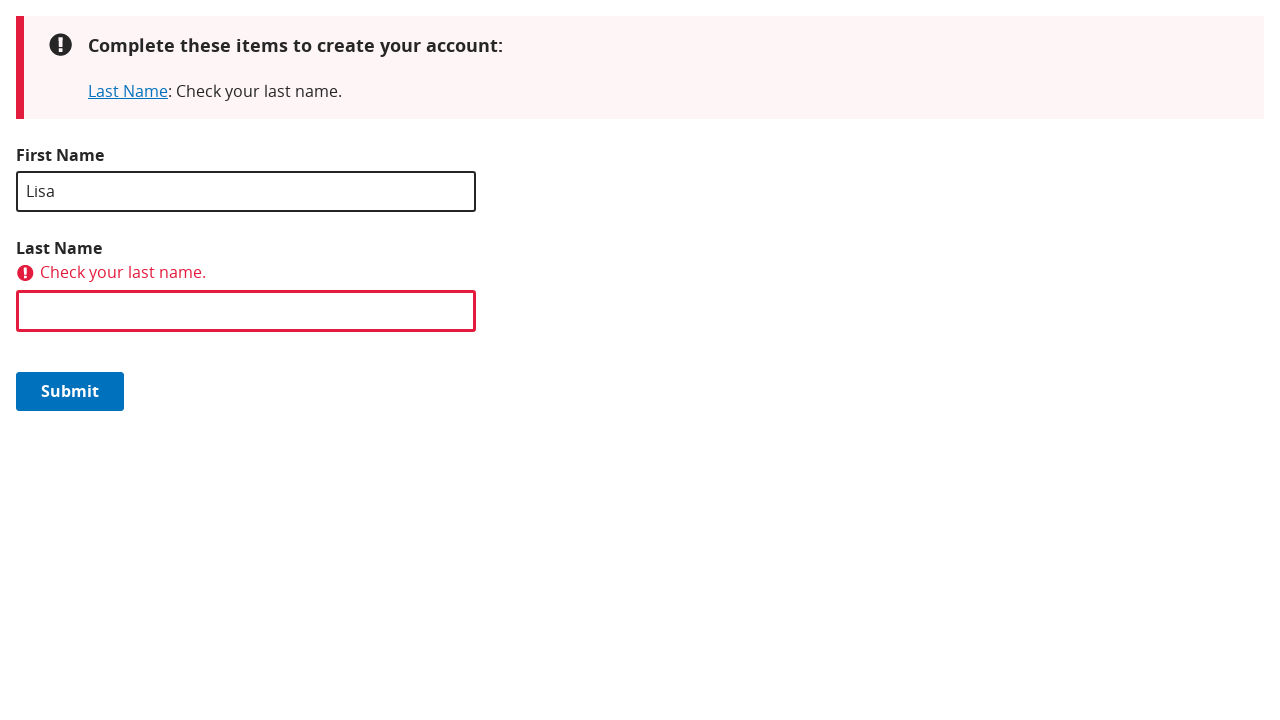 Complete these items to create your account:
Last Name: Check your last name.
First Name
Lisa
Last Name
Check your last name.
Submit